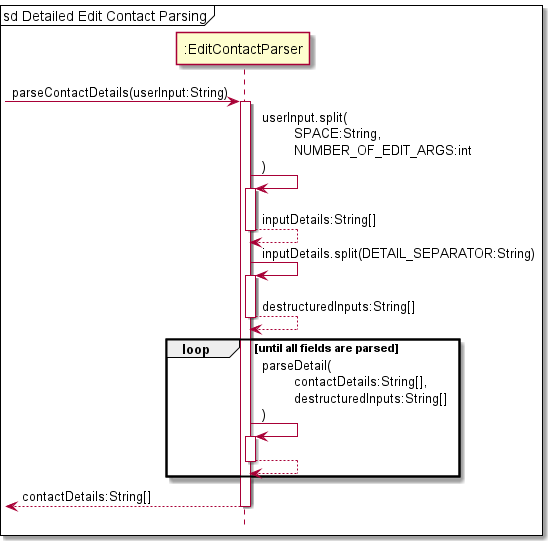 sd Detailed Edit Contact Parsing
:EditContactParser
parseContactDetails(userInput:String)
userInput.split(
SPACE:String,
NUMBER_OF_EDIT_ARGS:int
)
inputDetails:String[]
inputDetails.split(DETAIL_SEPARATOR:String)
destructuredInputs:String[]
loop [until all fields are parsed]
parseDetail(
contactDetails:String[],
destructuredInputs:String[]
)
contactDetails:String[]